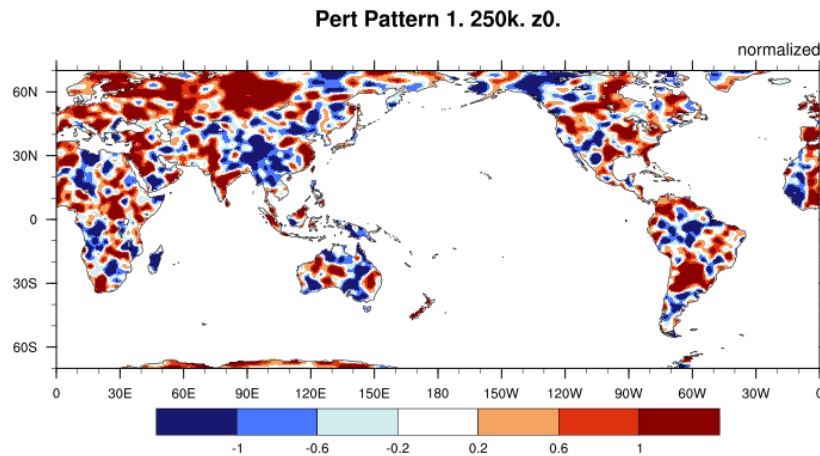 Pert Pattern 1. 250k. z0.
normalized
60N
30N
0
30S
60S
0 30E 60E 90E 120E 150E 180 150W 120W 90W 60W 30W 0
-1 -0.6 -0.2 0.2 0.6 1